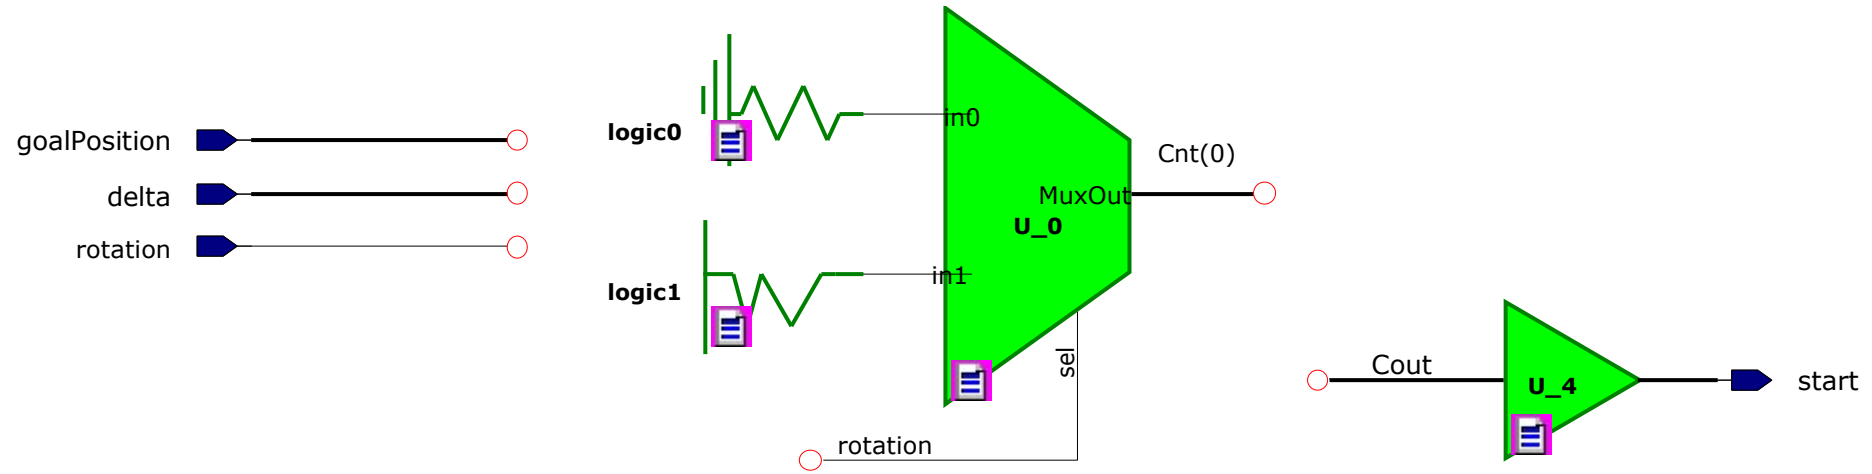 goalPosition
delta
rotation
logic0
in0
Cnt(0)
MuxOut
U_0
logic1
in1
sel
rotation
Cout
U_4
start